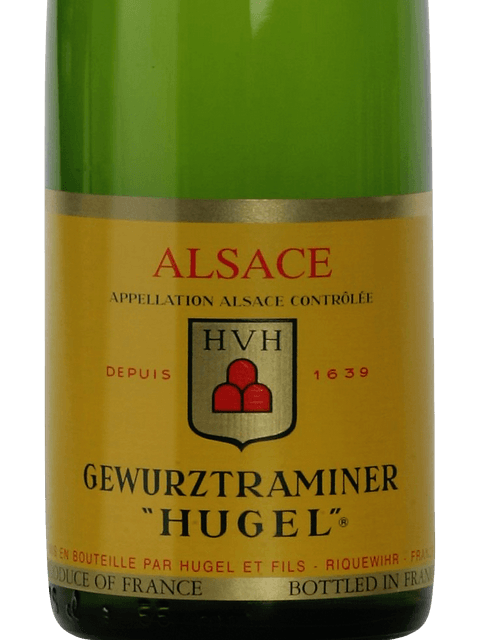 ALSACE
APPELLATION ALSACE CONTRÔLÉE
HVH
DEPUIS 1639
GEWURZTRAMINER
"HUGEL"®
EN BOUTEILLE PAR HUGEL ET FILS - RIQUEWIHR -
OF FRANCE BOTTLED IN